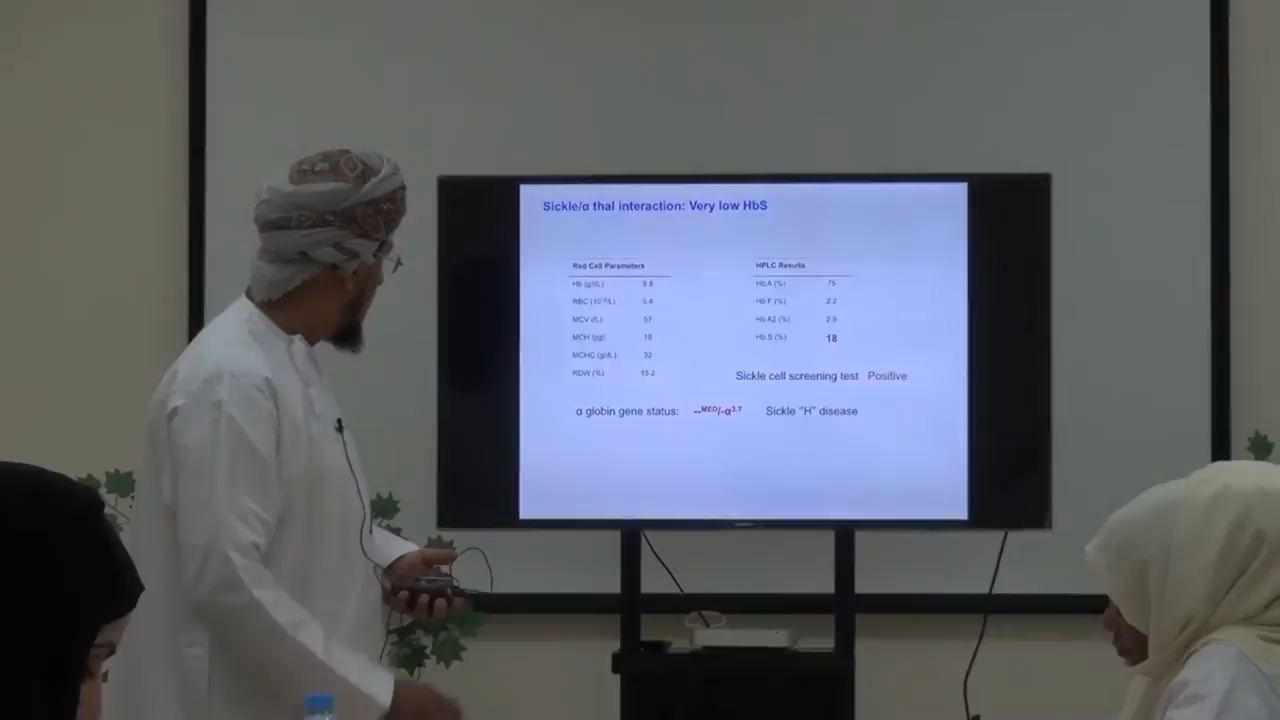 Sickle/α thal interaction: Very low HbS
Red Cell Parameters
Hb (g/dL) 9.8
RBC (10¹²/L) 5.4
MCV (fL) 57
MCH (pg) 18
MCHC (g/dL) 32
RDW (%) 15.2
HPLC Results
Hb A (%) 75
Hb F (%) 2.2
Hb A2 (%) 2.9
Hb S (%) 18
Sickle cell screening test Positive
α globin gene status: --ᴹᴱᴰ/-α³·⁷ Sickle "H" disease